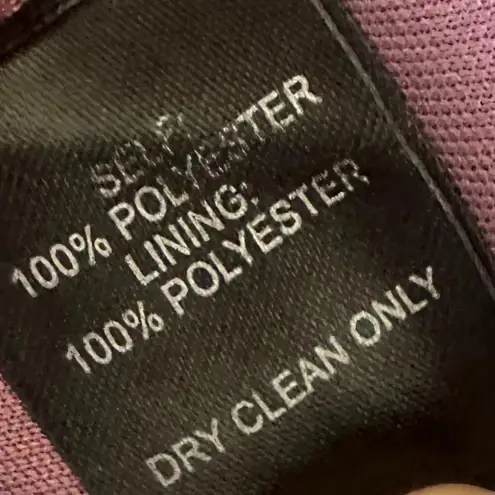 SELF:
100% POLYESTER
LINING:
100% POLYESTER
DRY CLEAN ONLY